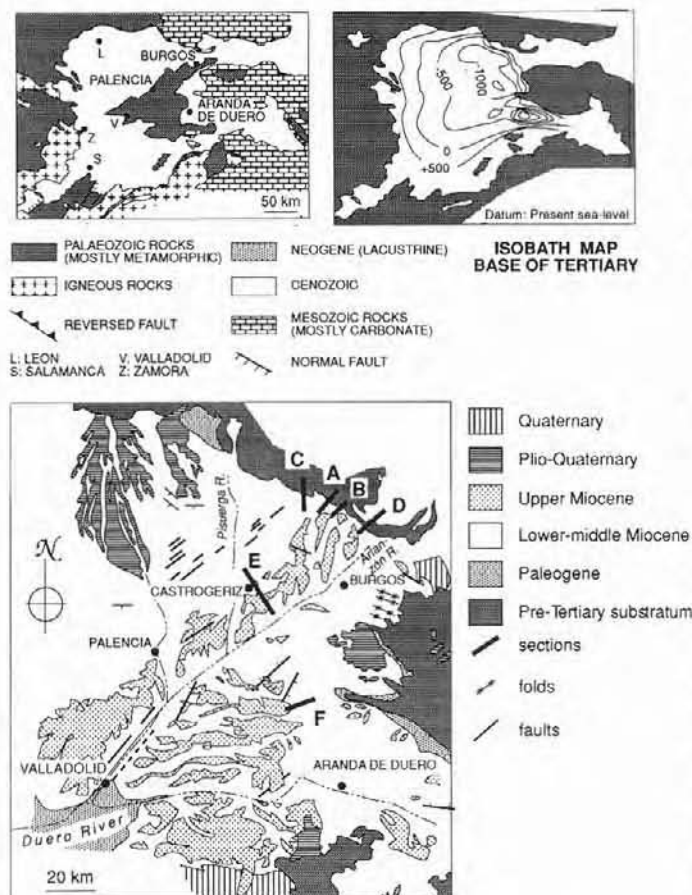 L
BURGOS
PALENCIA
ARANDA
DE DUERO
V
Z
S
50 km
-500
-1000
0
+500
Datum: Present sea-level
PALAEOZOIC ROCKS
(MOSTLY METAMORPHIC)
NEOGENE (LACUSTRINE)
IGNEOUS ROCKS
CENOZOIC
REVERSED FAULT
MESOZOIC ROCKS
(MOSTLY CARBONATE)
L: LEON V: VALLADOLID
S: SALAMANCA Z: ZAMORA
NORMAL FAULT
ISOBATH MAP
BASE OF TERTIARY
C
A
B
D
Pisuerga R.
E
Arlan-
zón R.
CASTROGERIZ
BURGOS
N.
PALENCIA
F
VALLADOLID
ARANDA DE DUERO
Duero River
20 km
Quaternary
Plio-Quaternary
Upper Miocene
Lower-middle Miocene
Paleogene
Pre-Tertiary substratum
sections
folds
faults